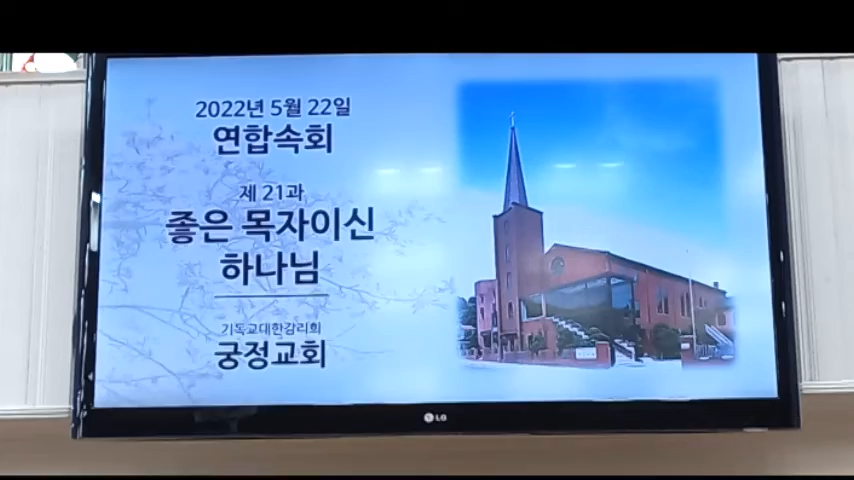 2022년 5월 22일
연합속회
제 21과
좋은 목자이신
하나님
기독교대한감리회
궁정교회
LG